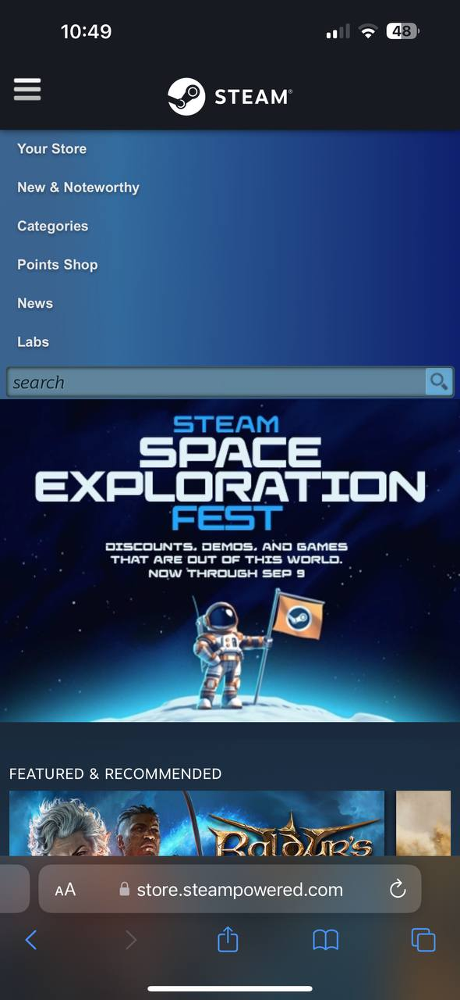 10:49
48
STEAM®
Your Store
New & Noteworthy
Categories
Points Shop
News
Labs
search
STEAM
SPACE
EXPLORATION
FEST
DISCOUNTS, DEMOS, AND GAMES
THAT ARE OUT OF THIS WORLD.
NOW THROUGH SEP 9
FEATURED & RECOMMENDED
BALDUR'S
AA
store.steampowered.com